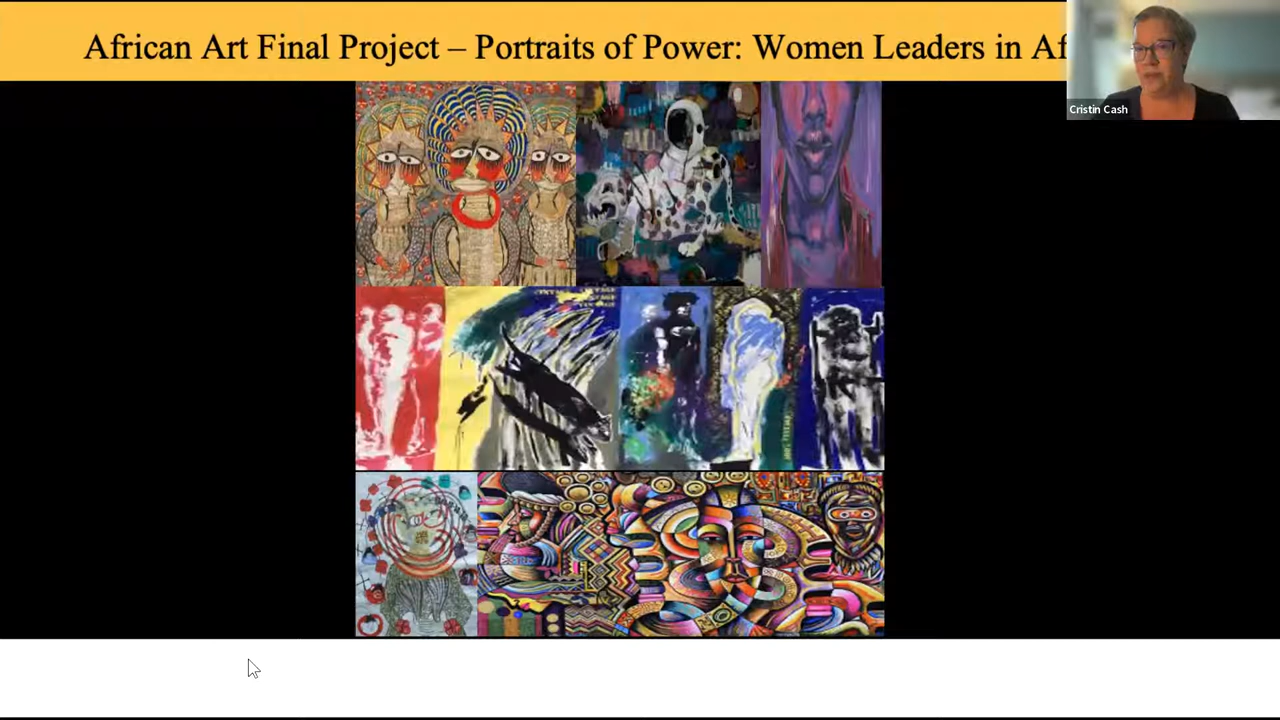 African Art Final Project – Portraits of Power: Women Leaders in Af
Cristin Cash